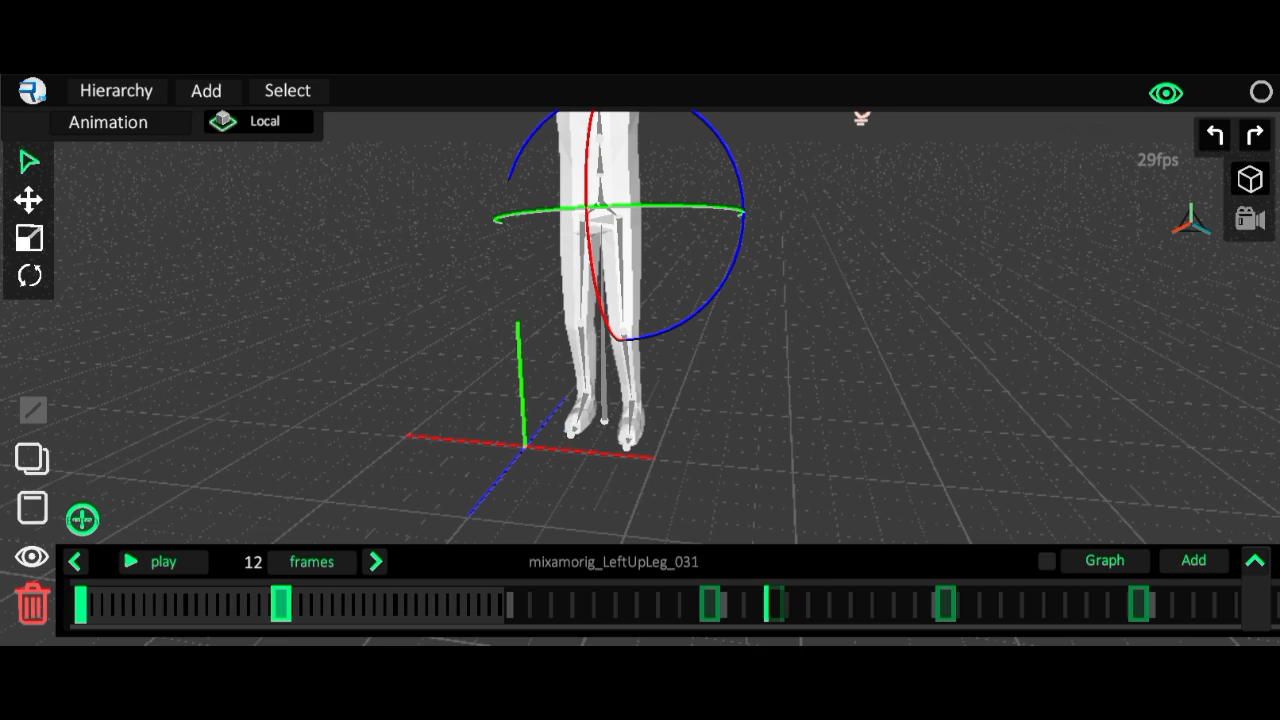 Hierarchy Add Select
Animation Local
29fps
play 12 frames mixamorig_LeftUpLeg_031 Graph Add